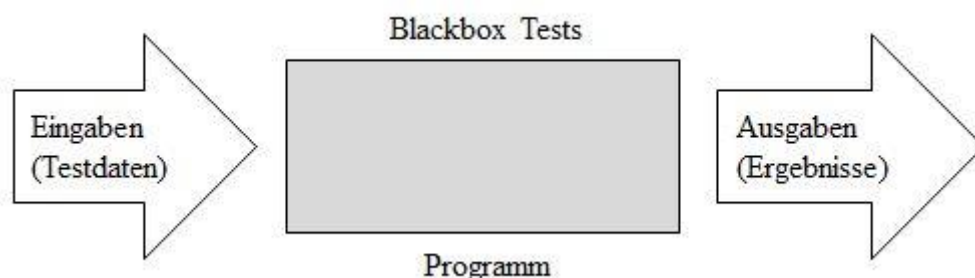 Blackbox Tests
Eingaben
(Testdaten)
Ausgaben
(Ergebnisse)
Programm